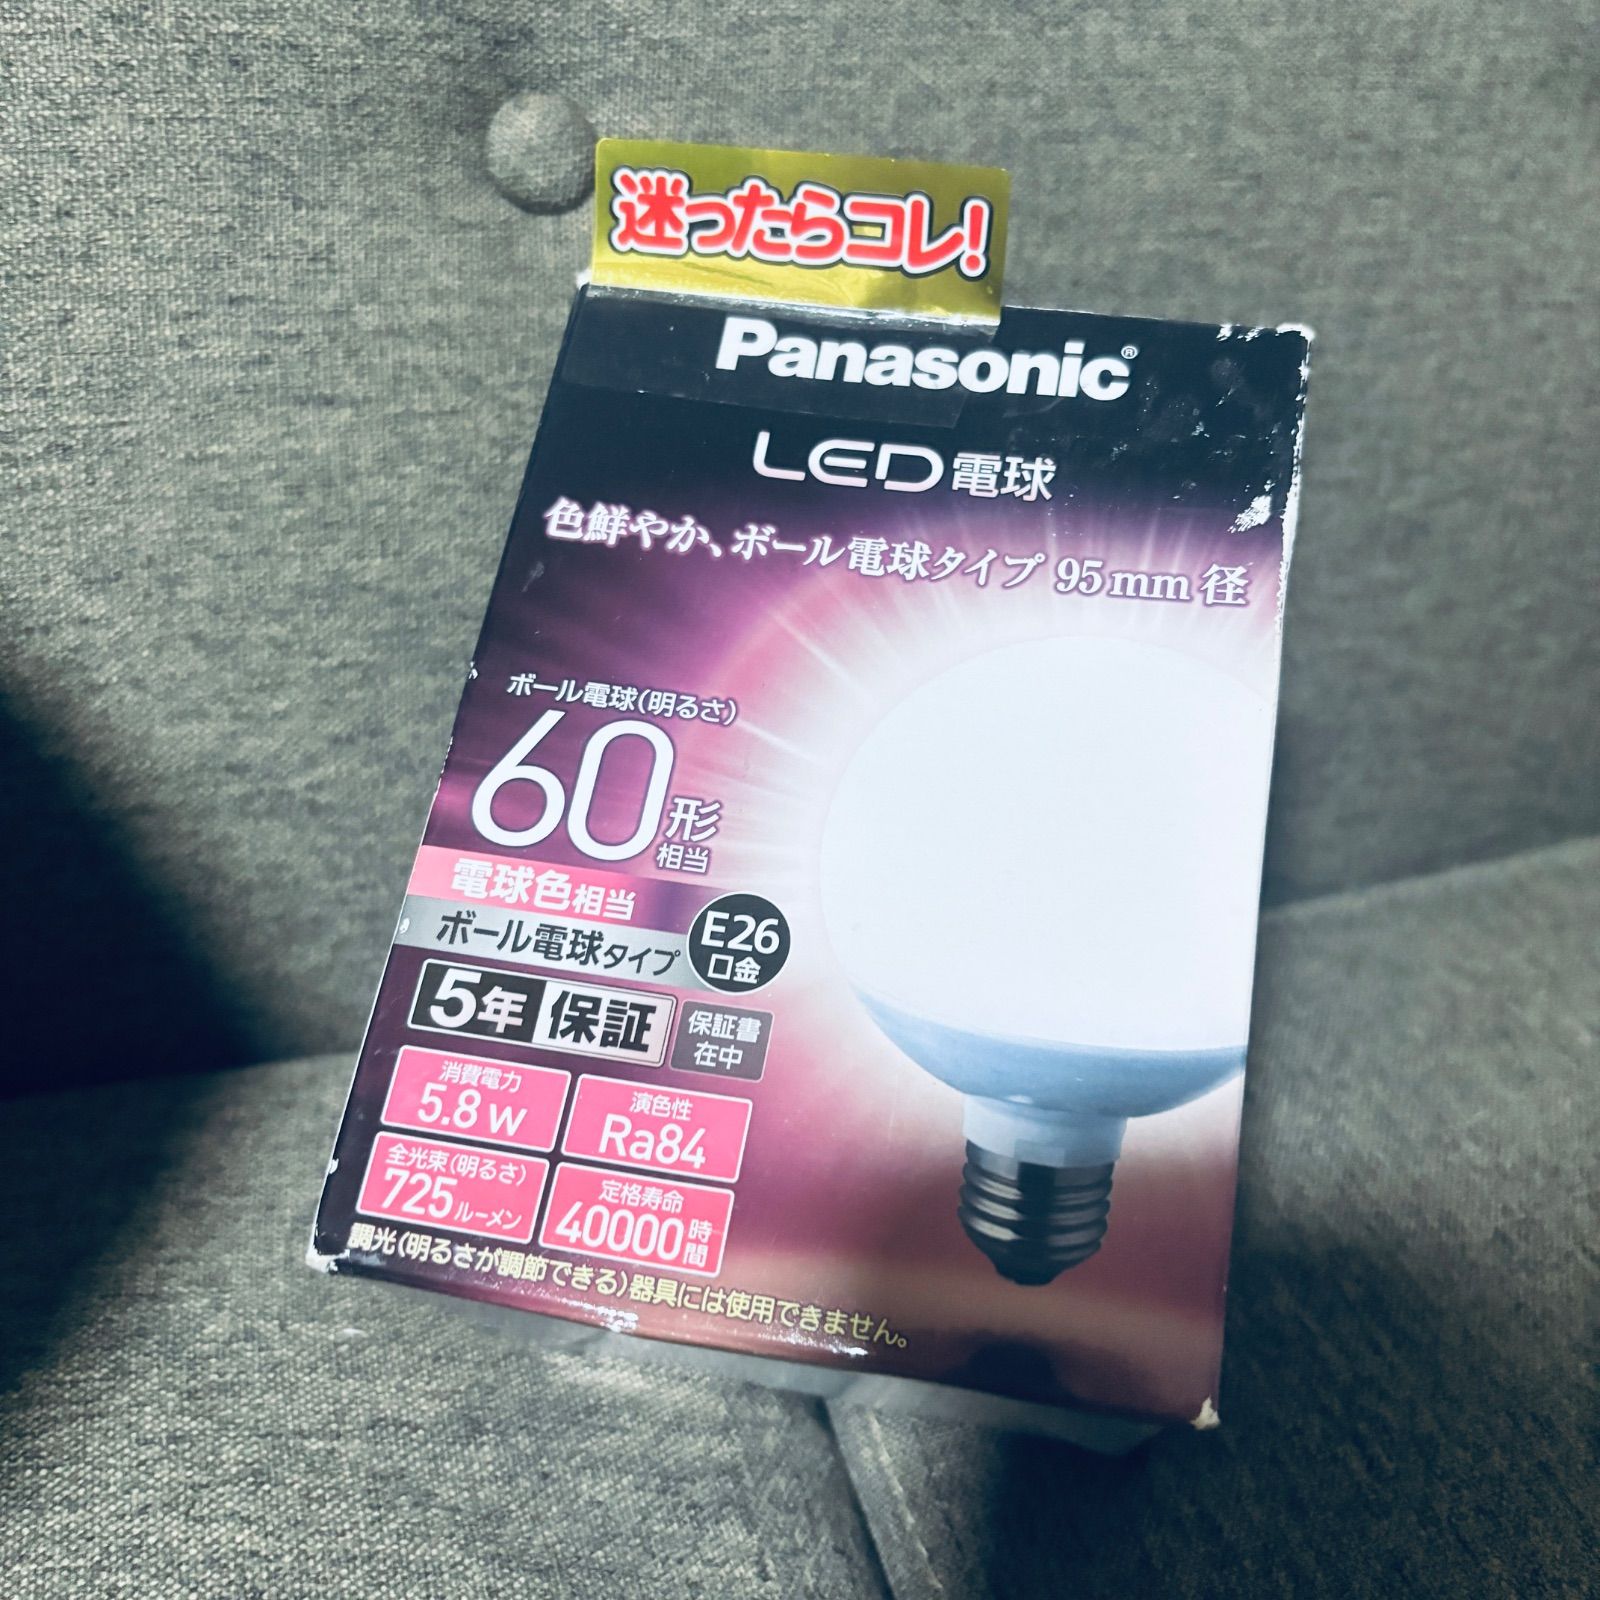 迷ったらコレ!
Panasonic®
LED電球
色鮮やか、ボール電球タイプ 95mm径
ボール電球(明るさ)
60形相当
電球色相当
ボール電球タイプ
E26
口金
5年保証
保証書
在中
消費電力
5.8W
演色性
Ra84
全光束(明るさ)
725ルーメン
定格寿命
40000時間
調光(明るさが調節できる)器具には使用できません。